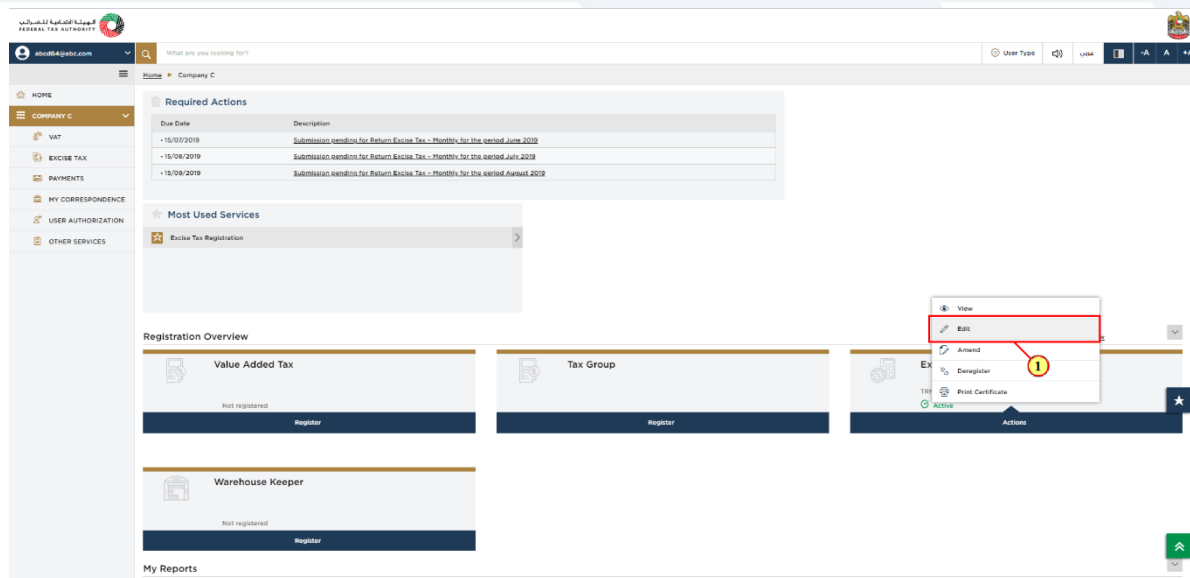 الهيئة الاتحادية للضرائب
FEDERAL TAX AUTHORITY
abcd64@abc.com
What are you looking for?
User Type
عربي
-A
A
+A
Home ▶ Company C
HOME
COMPANY C
VAT
EXCISE TAX
PAYMENTS
MY CORRESPONDENCE
USER AUTHORIZATION
OTHER SERVICES
Required Actions
Due Date Description
• 15/07/2019 Submission pending for Return Excise Tax – Monthly for the period June 2019
• 15/08/2019 Submission pending for Return Excise Tax – Monthly for the period July 2019
• 15/09/2019 Submission pending for Return Excise Tax – Monthly for the period August 2019
Most Used Services
Excise Tax Registration
View
Edit
Amend
Deregister
Print Certificate
1
Registration Overview
Value Added Tax
Not registered
Register
Tax Group
Register
Ex
TR
Active
Actions
Warehouse Keeper
Not registered
Register
My Reports